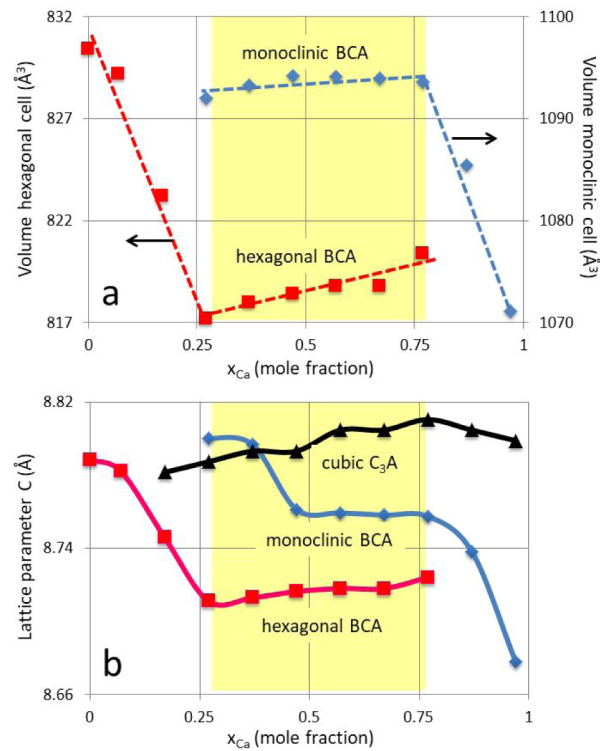 832
827
822
817
Volume hexagonal cell (Å³)
1100
1090
1080
1070
Volume monoclinic cell (Å³)
monoclinic BCA
hexagonal BCA
a
0
0.25
0.5
0.75
1
xCa (mole fraction)
8.82
8.74
8.66
Lattice parameter C (Å)
cubic C₃A
monoclinic BCA
hexagonal BCA
b
0
0.25
0.5
0.75
1
xCa (mole fraction)